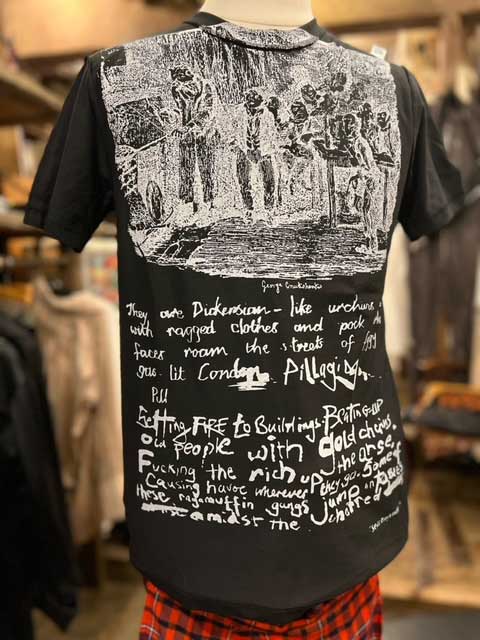 George Cruikshank
They are Dickensian - like urchins
with ragged clothes and pock
faces roam the streets of foggy
gas lit London Pillaging
Pill
Setting FIRE to Buildings Beating UP
old people with gold chains.
Fucking the rich up the arse.
Causing havoc wherever they go. Some of
these ragamuffin gangs jump on
amidst the charred